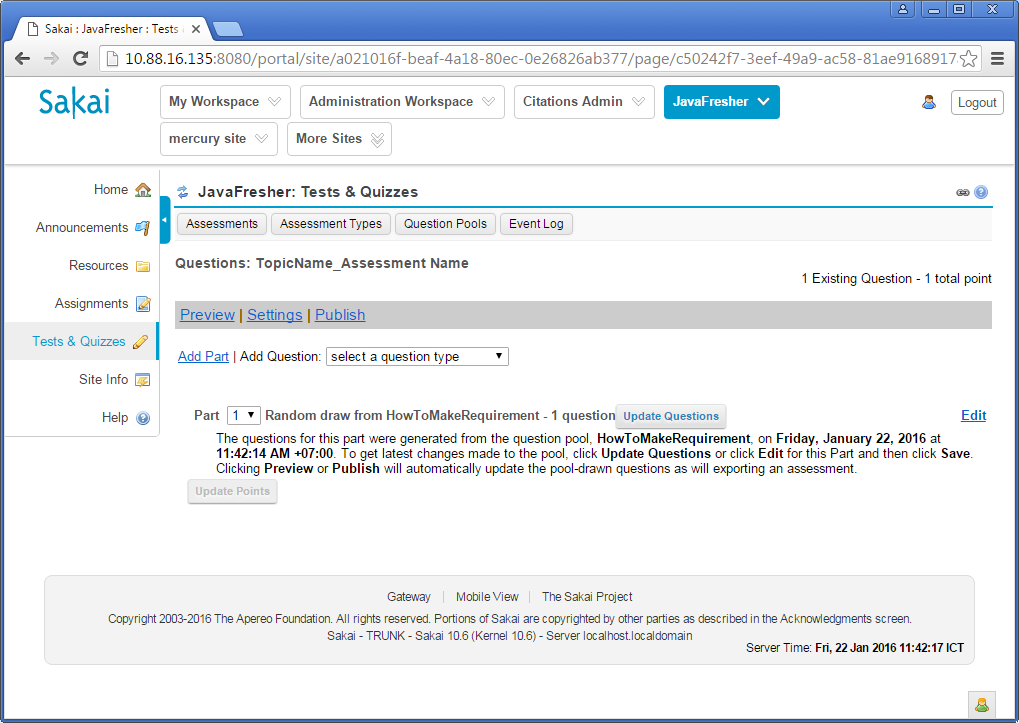 Sakai : JavaFresher : Tests
10.88.16.135:8080/portal/site/a021016f-beaf-4a18-80ec-0e26826ab377/page/c50242f7-3eef-49a9-ac58-81ae9168917
Sakai
My Workspace Administration Workspace Citations Admin JavaFresher Logout
mercury site More Sites
Home
Announcements
Resources
Assignments
Tests & Quizzes
Site Info
Help
JavaFresher: Tests & Quizzes
Assessments Assessment Types Question Pools Event Log
Questions: TopicName_Assessment Name
1 Existing Question - 1 total point
Preview | Settings | Publish
Add Part | Add Question: select a question type
Part 1 Random draw from HowToMakeRequirement - 1 question Update Questions Edit
The questions for this part were generated from the question pool, HowToMakeRequirement, on Friday, January 22, 2016 at
11:42:14 AM +07:00. To get latest changes made to the pool, click Update Questions or click Edit for this Part and then click Save.
Clicking Preview or Publish will automatically update the pool-drawn questions as will exporting an assessment.
Update Points
Gateway | Mobile View | The Sakai Project
Copyright 2003-2016 The Apereo Foundation. All rights reserved. Portions of Sakai are copyrighted by other parties as described in the Acknowledgments screen.
Sakai - TRUNK - Sakai 10.6 (Kernel 10.6) - Server localhost.localdomain
Server Time: Fri, 22 Jan 2016 11:42:17 ICT